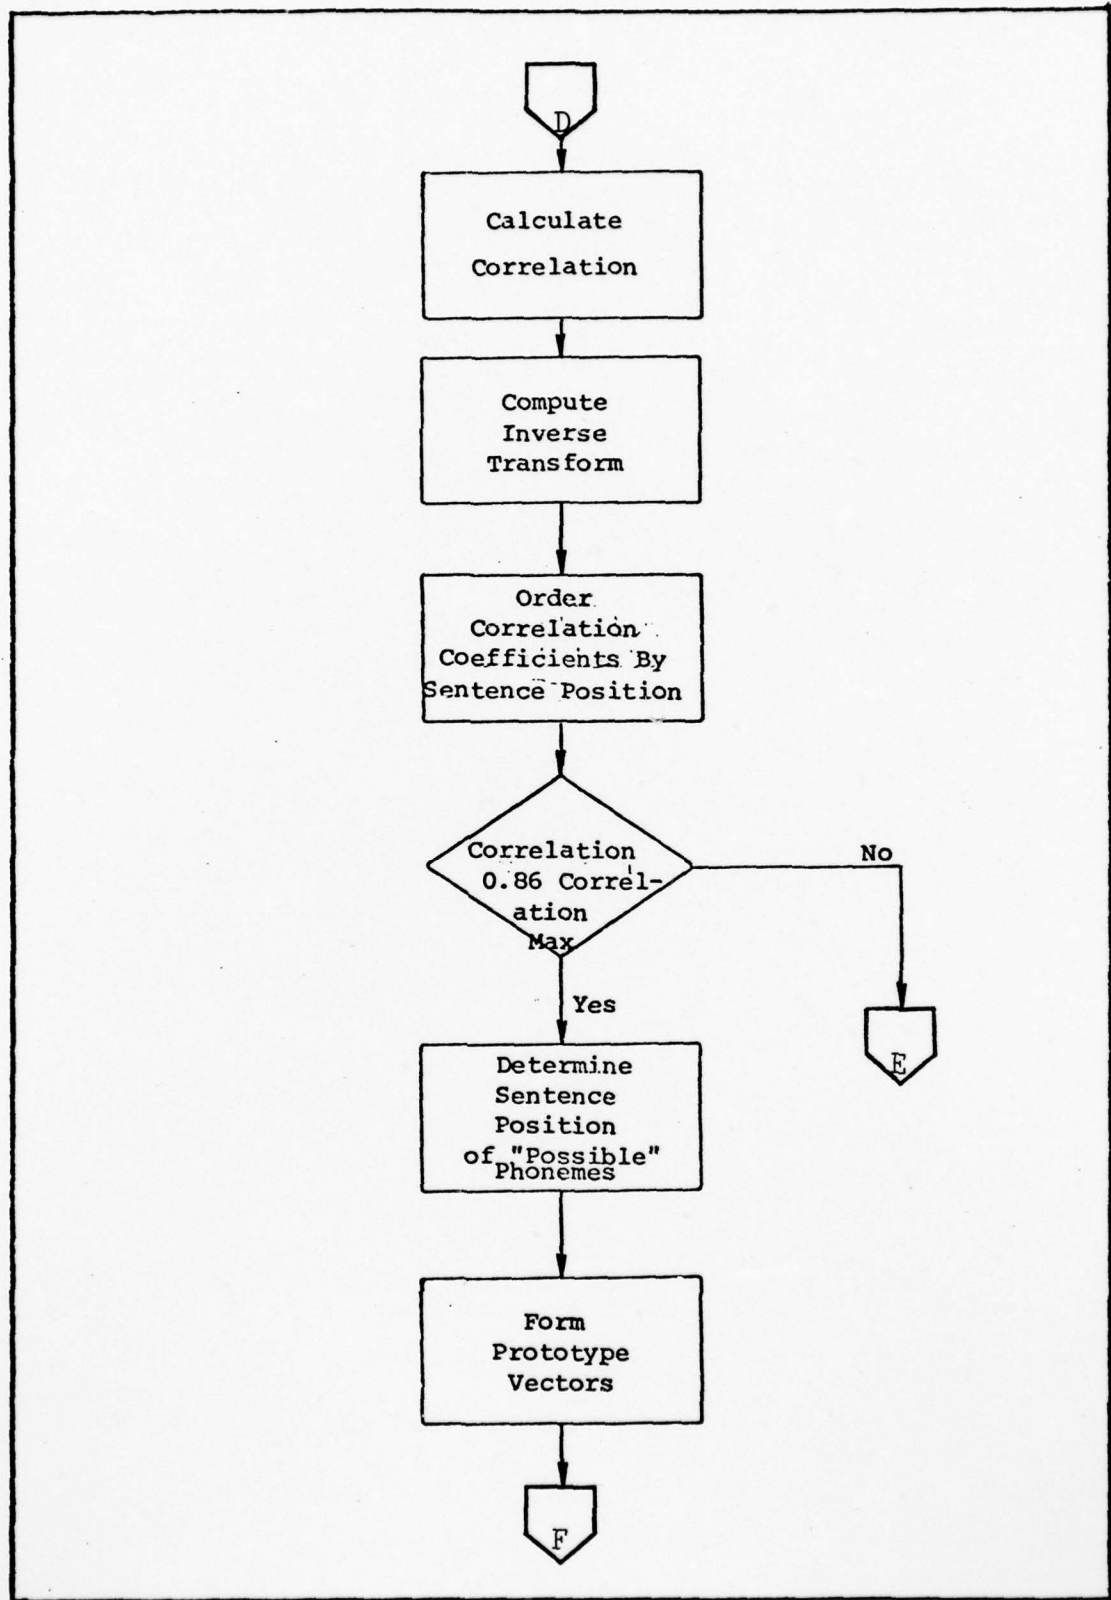 D
Calculate
Correlation
Compute
Inverse
Transform
Order
Correlation
Coefficients By
Sentence Position
Correlation
0.86 Correl-
ation
Max
No
Yes
E
Determine
Sentence
Position
of "Possible"
Phonemes
Form
Prototype
Vectors
F